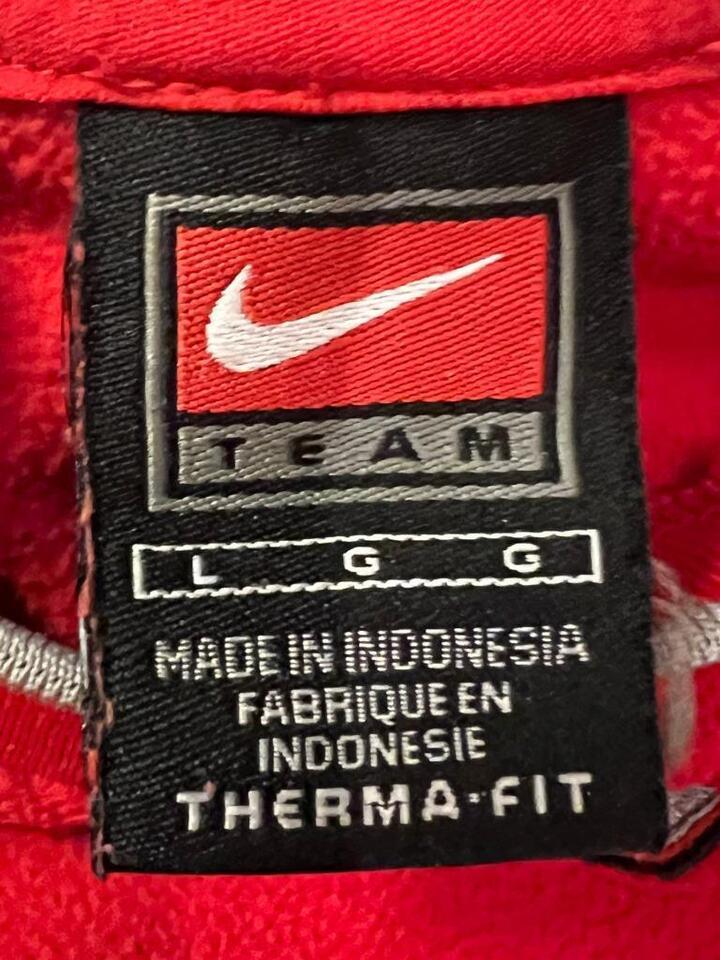 TEAM
L G G
MADE IN INDONESIA
FABRIQUE EN
INDONESIE
THERMA-FIT